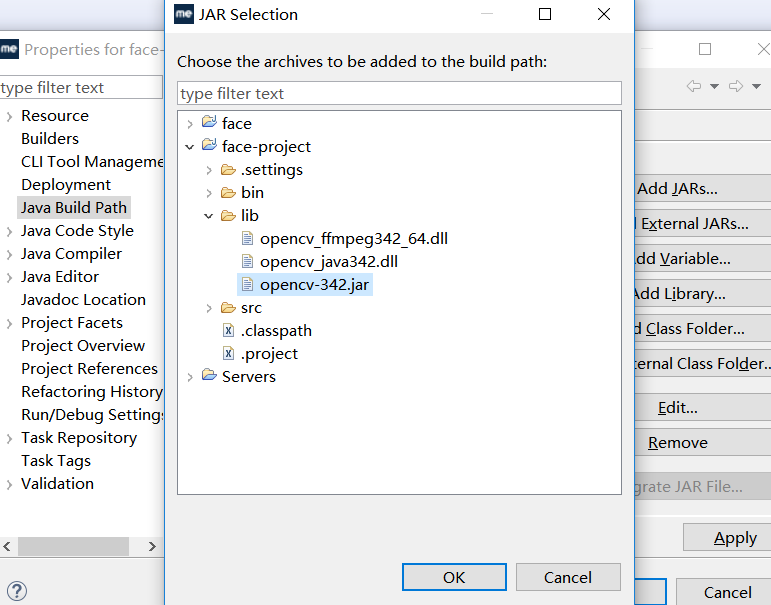 me JAR Selection
me Properties for face-
Choose the archives to be added to the build path:
type filter text
type filter text
Resource
Builders
CLI Tool Manageme
Deployment
Java Build Path
Java Code Style
Java Compiler
Java Editor
Javadoc Location
Project Facets
Project Overview
Project References
Refactoring History
Run/Debug Settings
Task Repository
Task Tags
Validation
face
face-project
.settings
bin
lib
opencv_ffmpeg342_64.dll
opencv_java342.dll
opencv-342.jar
src
.classpath
.project
Servers
OK
Cancel
Add JARs...
External JARs...
dd Variable...
Add Library...
d Class Folder...
ternal Class Folder..
Edit...
Remove
grate JAR File...
Apply
Cancel
?